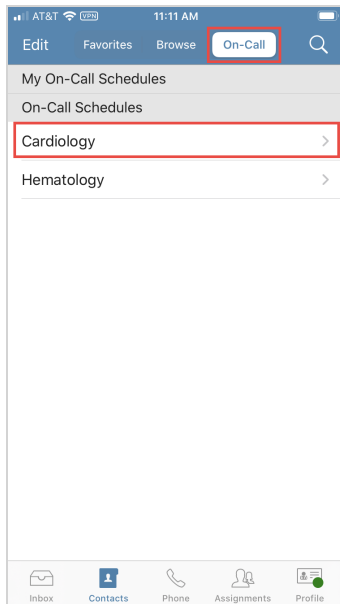 AT&T VPN 11:11 AM
Edit Favorites Browse On-Call
My On-Call Schedules
On-Call Schedules
Cardiology
Hematology
Inbox Contacts Phone Assignments Profile